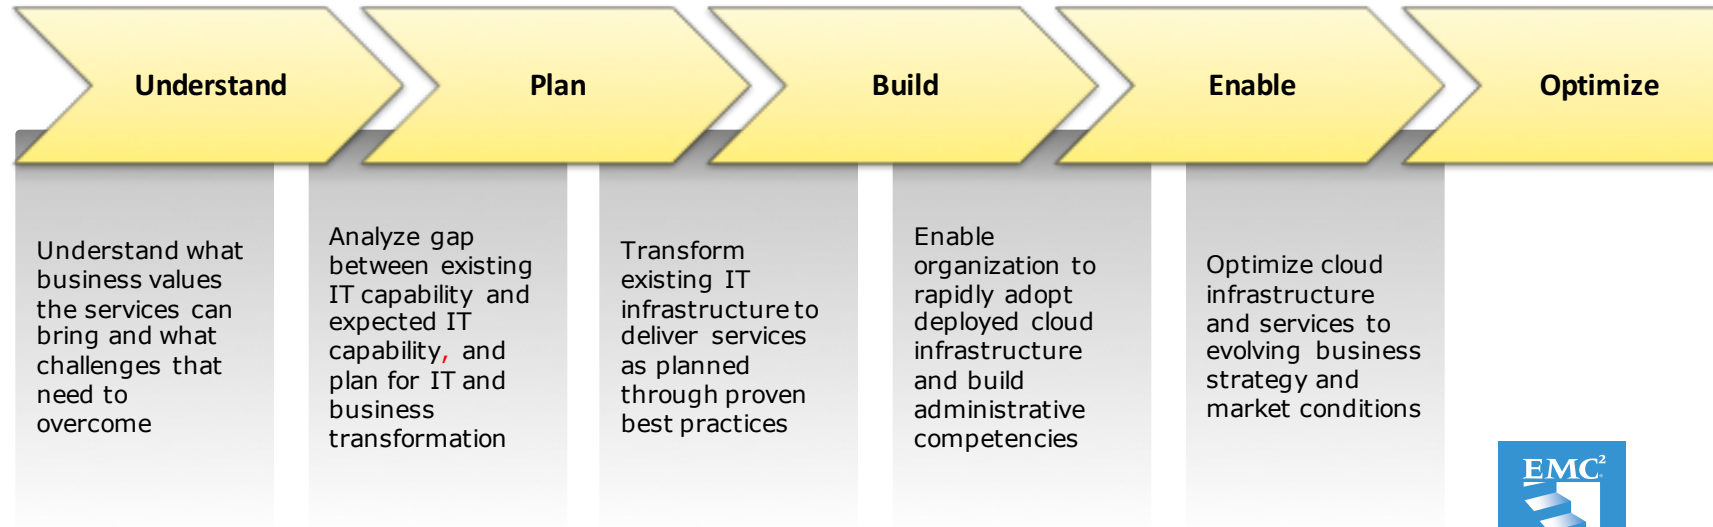 Understand
Plan
Build
Enable
Optimize
Understand what
business values
the services can
bring and what
challenges that
need to
overcome
Analyze gap
between existing
IT capability and
expected IT
capability, and
plan for IT and
business
transformation
Transform
existing IT
infrastructure to
deliver services
as planned
through proven
best practices
Enable
organization to
rapidly adopt
deployed cloud
infrastructure
and build
administrative
competencies
Optimize cloud
infrastructure
and services to
evolving business
strategy and
market conditions
EMC²